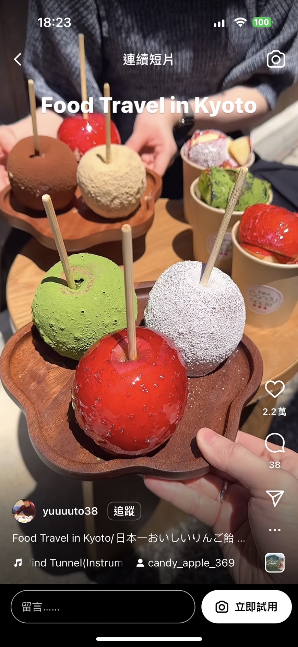 18:23
100
連續短片
Food Travel in Kyoto
2.2萬
38
yuuuuto38
追蹤
Food Travel in Kyoto/日本一おいしいりんご飴 ...
lind Tunnel(Instrum
candy_apple_369
留言......
立即試用